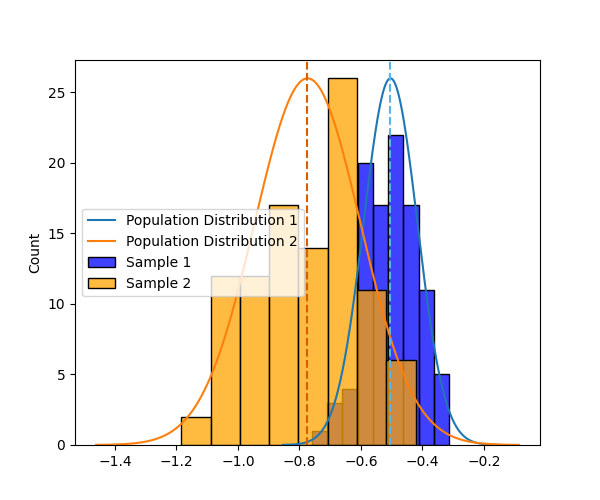 25
20
15
10
5
0
Count
Population Distribution 1
Population Distribution 2
Sample 1
Sample 2
−1.4 −1.2 −1.0 −0.8 −0.6 −0.4 −0.2